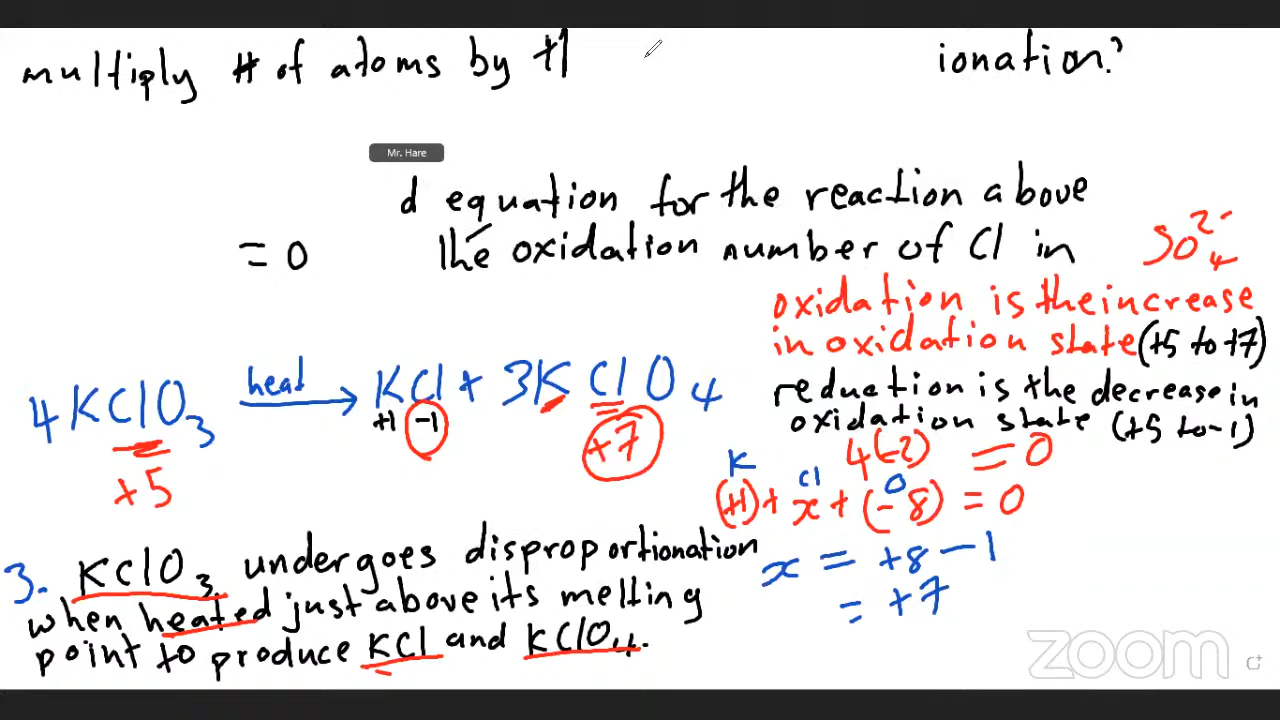 multiply # of atoms by +1
ionation?
Mr. Hare
d equation for the reaction above
= 0 the oxidation number of Cl in
SO₄²⁻
oxidation is the increase
in oxidation state (+5 to +7)
reduction is the decrease in
oxidation state (+5 to -1)
4KClO₃ heat → KCl + 3KClO₄
+1 -1
+5
+7
4(-2) = 0
K Cl O
(+1) + x + (-8) = 0
x = +8 - 1
= +7
3. KClO₃ undergoes disproportionation
when heated just above its melting
point to produce KCl and KClO₄.
zoom